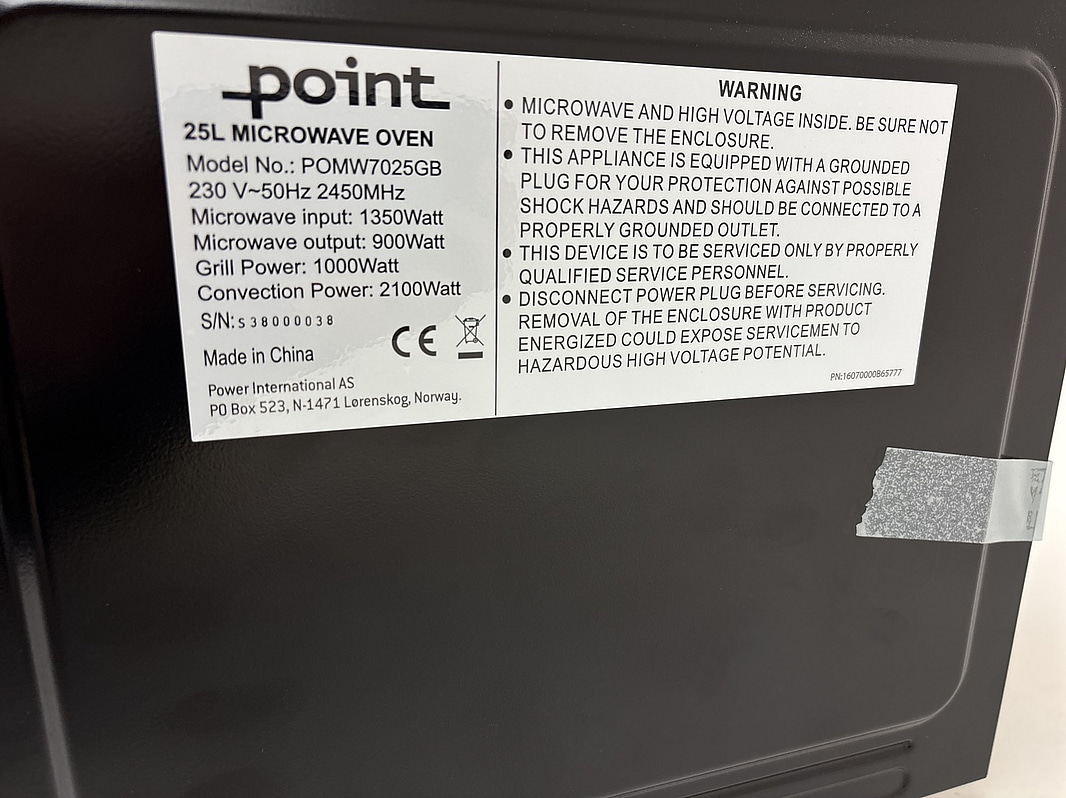 point
25L MICROWAVE OVEN
Model No.: POMW7025GB
230 V~50Hz 2450MHz
Microwave input: 1350Watt
Microwave output: 900Watt
Grill Power: 1000Watt
Convection Power: 2100Watt
S/N: S38000038
CE
Made in China
Power International AS
PO Box 523, N-1471 Lørenskog, Norway.
WARNING
• MICROWAVE AND HIGH VOLTAGE INSIDE. BE SURE NOT
TO REMOVE THE ENCLOSURE.
• THIS APPLIANCE IS EQUIPPED WITH A GROUNDED
PLUG FOR YOUR PROTECTION AGAINST POSSIBLE
SHOCK HAZARDS AND SHOULD BE CONNECTED TO A
PROPERLY GROUNDED OUTLET.
• THIS DEVICE IS TO BE SERVICED ONLY BY PROPERLY
QUALIFIED SERVICE PERSONNEL.
• DISCONNECT POWER PLUG BEFORE SERVICING.
REMOVAL OF THE ENCLOSURE WITH PRODUCT
ENERGIZED COULD EXPOSE SERVICEMEN TO
HAZARDOUS HIGH VOLTAGE POTENTIAL.
PN:16070000B65777